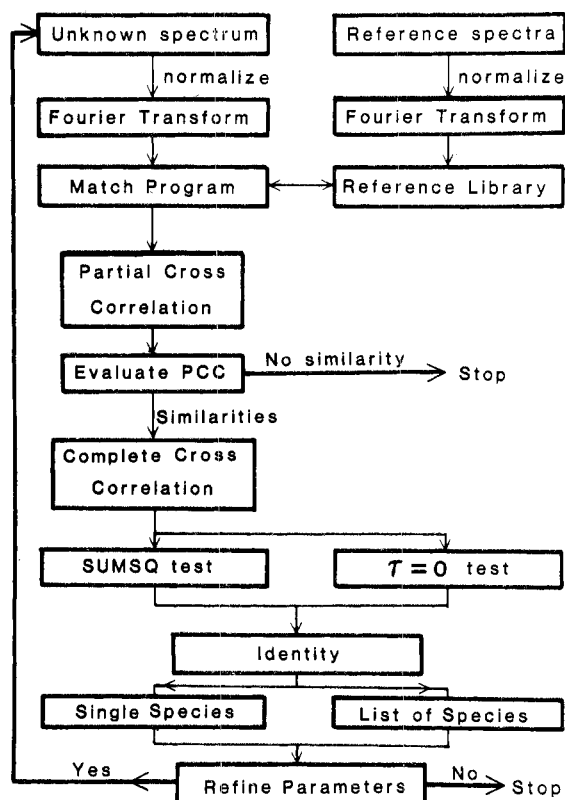 Unknown spectrum
Reference spectra
normalize
normalize
Fourier Transform
Fourier Transform
Match Program
Reference Library
Partial Cross
Correlation
Evaluate PCC
No similarity
Stop
Similarities
Complete Cross
Correlation
SUMSQ test
τ = 0 test
Identity
Single Species
List of Species
Yes
Refine Parameters
No
Stop